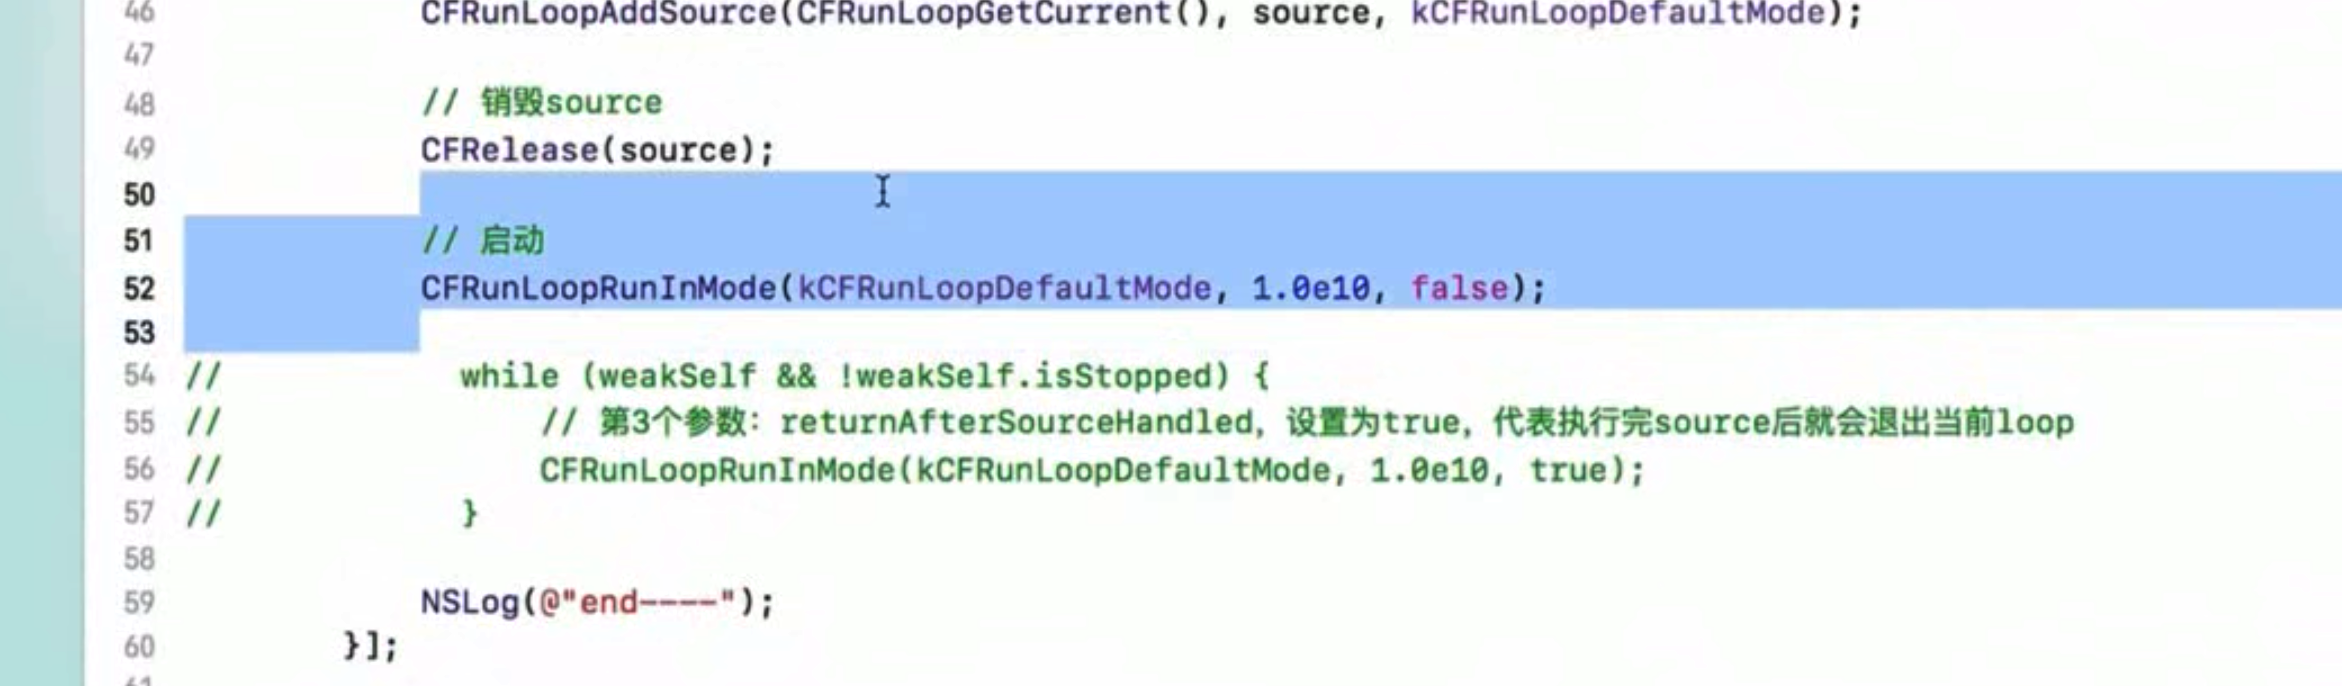 46 CFRunLoopAddSource(CFRunLoopGetCurrent(), source, kCFRunLoopDefaultMode);
47
48 // 销毁source
49 CFRelease(source);
50
51 // 启动
52 CFRunLoopRunInMode(kCFRunLoopDefaultMode, 1.0e10, false);
53
54 // while (weakSelf && !weakSelf.isStopped) {
55 // // 第3个参数：returnAfterSourceHandled，设置为true，代表执行完source后就会退出当前loop
56 // CFRunLoopRunInMode(kCFRunLoopDefaultMode, 1.0e10, true);
57 // }
58
59 NSLog(@"end----");
60 }];
61